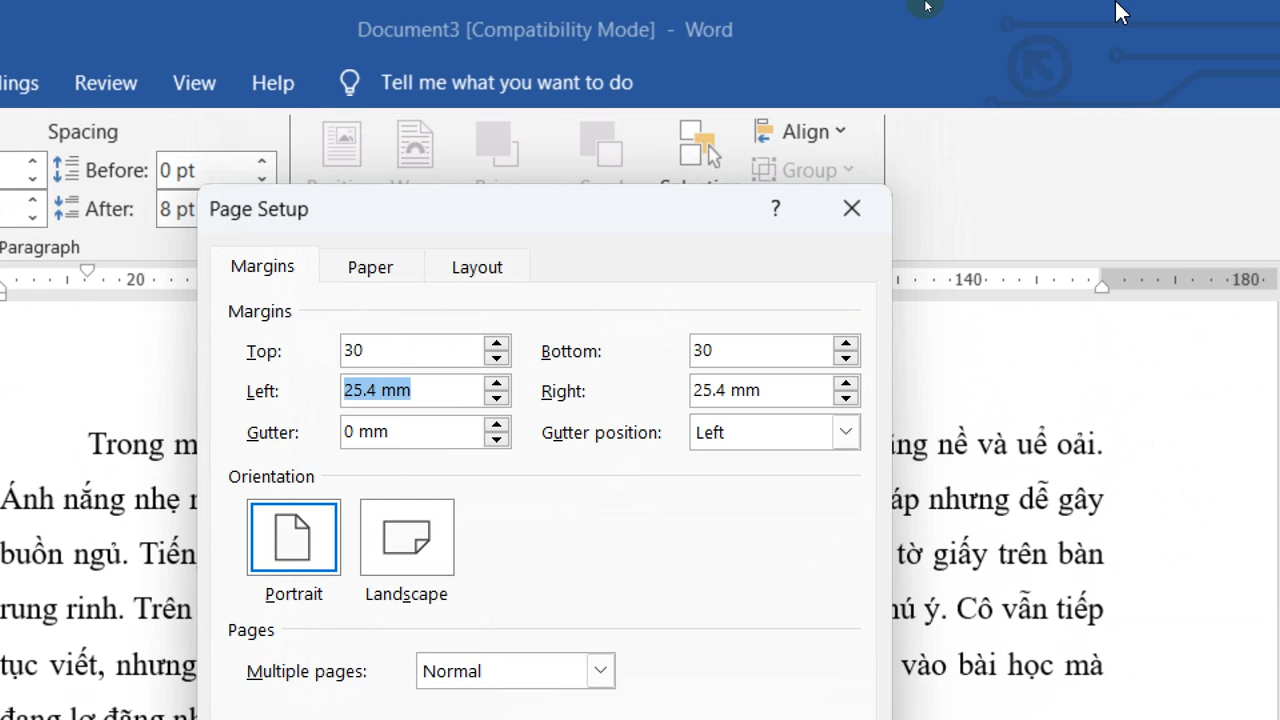 Document3 [Compatibility Mode] - Word
lings Review View Help Tell me what you want to do
Spacing
Align
Before: 0 pt
Group
After: 8 pt
Paragraph
Page Setup
?
20
140
180
Margins Paper Layout
Margins
Top: 30 Bottom: 30
Left: 25.4 mm Right: 25.4 mm
Gutter: 0 mm Gutter position: Left
Orientation
Portrait Landscape
Pages
Multiple pages: Normal
Trong m nề và uể oải.
Ánh nắng nhẹ áp nhưng dễ gây
buồn ngủ. Tiến tờ giấy trên bàn
rung rinh. Trên ý. Cô vẫn tiếp
tục viết, nhưng vào bài học mà
đang lơ đãng